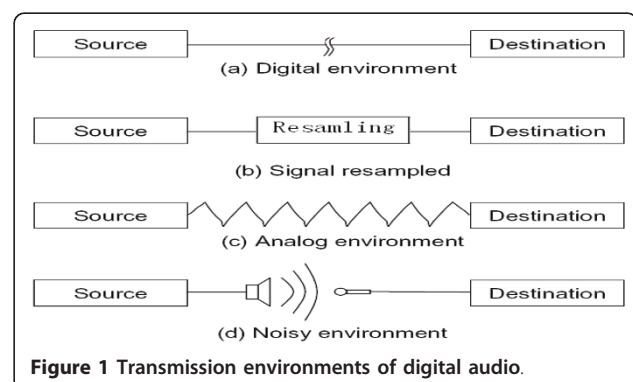 Source Destination
(a) Digital environment
Source Resamling Destination
(b) Signal resampled
Source Destination
(c) Analog environment
Source Destination
(d) Noisy environment
Figure 1 Transmission environments of digital audio.